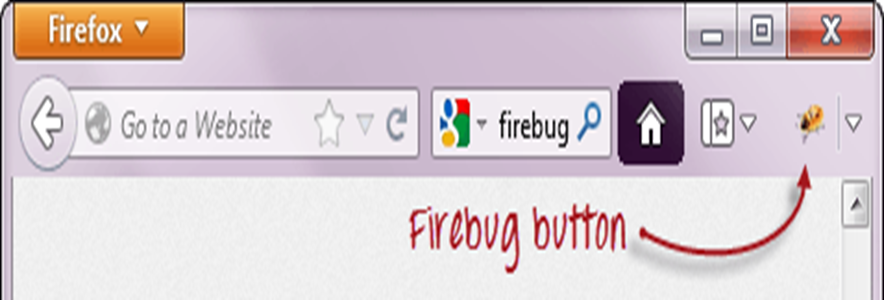 Firefox
Go to a Website
firebug
Firebug button